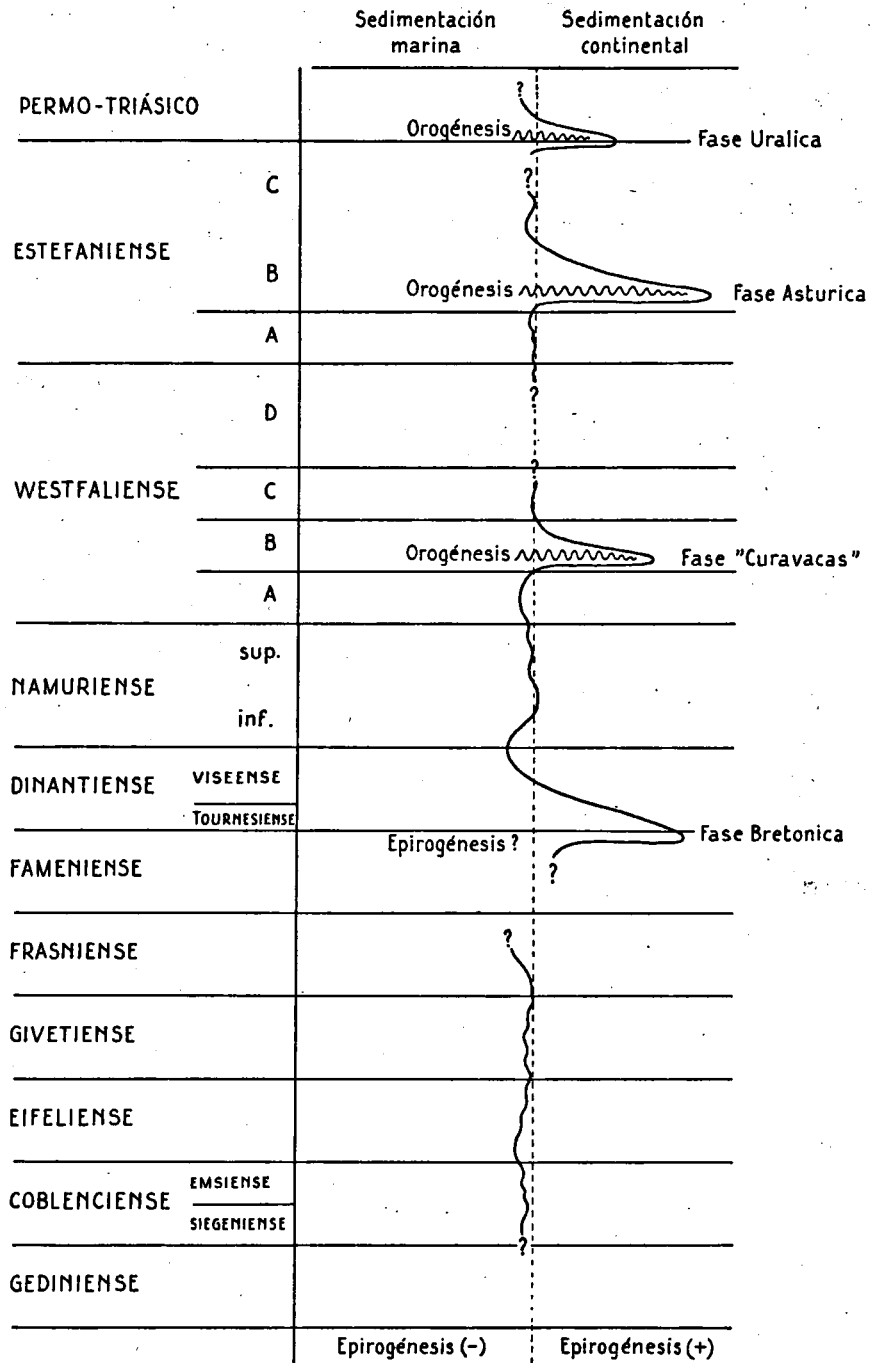 Sedimentación marina
Sedimentación continental
?
PERMO-TRIÁSICO
Orogénesis
Fase Uralica
C
?
ESTEFANIENSE
B
Orogénesis
Fase Asturica
A
?
D
?
WESTFALIENSE
C
B
Orogénesis
Fase "Curavacas"
A
sup.
NAMURIENSE
inf.
DINANTIENSE
VISEENSE
TOURNESIENSE
Epirogénesis ?
Fase Bretonica
FAMENIENSE
?
FRASNIENSE
?
GIVETIENSE
EIFELIENSE
COBLENCIENSE
EMSIENSE
SIEGENIENSE
?
GEDINIENSE
Epirogénesis (-)
Epirogénesis (+)